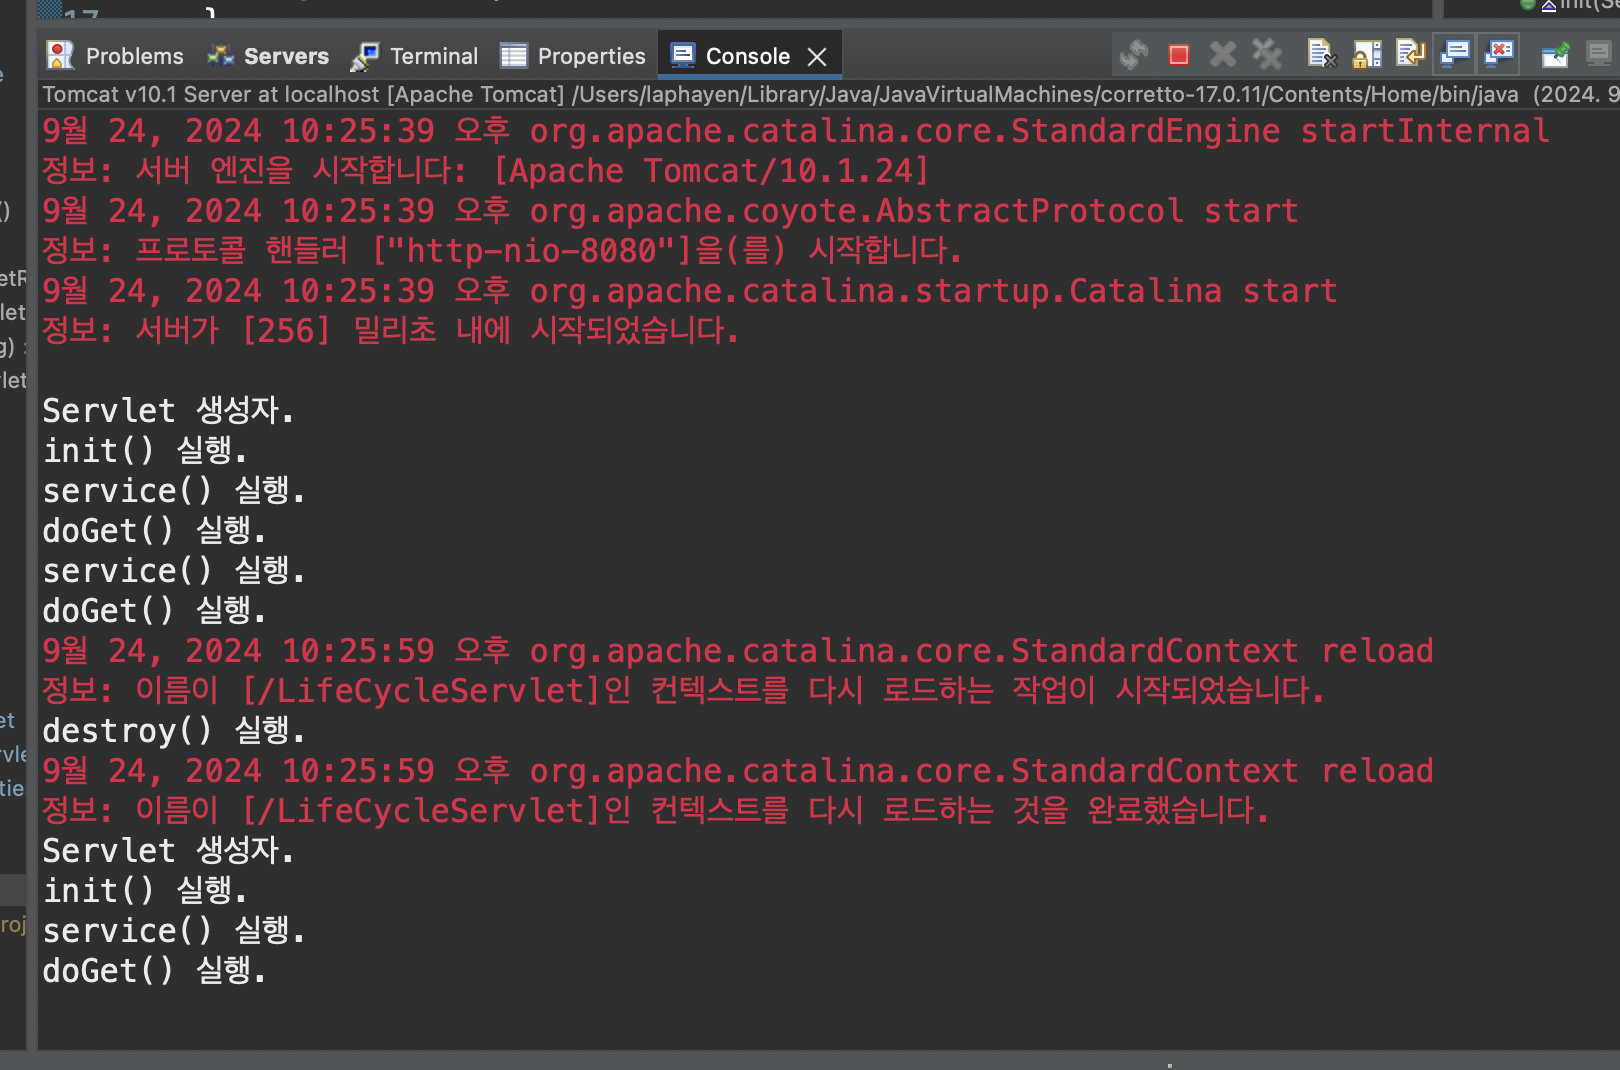 17 }
init(Se
Problems Servers Terminal Properties Console
Tomcat v10.1 Server at localhost [Apache Tomcat] /Users/laphayen/Library/Java/JavaVirtualMachines/corretto-17.0.11/Contents/Home/bin/java (2024. 9
9월 24, 2024 10:25:39 오후 org.apache.catalina.core.StandardEngine startInternal
정보: 서버 엔진을 시작합니다: [Apache Tomcat/10.1.24]
9월 24, 2024 10:25:39 오후 org.apache.coyote.AbstractProtocol start
정보: 프로토콜 핸들러 ["http-nio-8080"]을(를) 시작합니다.
9월 24, 2024 10:25:39 오후 org.apache.catalina.startup.Catalina start
정보: 서버가 [256] 밀리초 내에 시작되었습니다.
Servlet 생성자.
init() 실행.
service() 실행.
doGet() 실행.
service() 실행.
doGet() 실행.
9월 24, 2024 10:25:59 오후 org.apache.catalina.core.StandardContext reload
정보: 이름이 [/LifeCycleServlet]인 컨텍스트를 다시 로드하는 작업이 시작되었습니다.
destroy() 실행.
9월 24, 2024 10:25:59 오후 org.apache.catalina.core.StandardContext reload
정보: 이름이 [/LifeCycleServlet]인 컨텍스트를 다시 로드하는 것을 완료했습니다.
Servlet 생성자.
init() 실행.
service() 실행.
doGet() 실행.